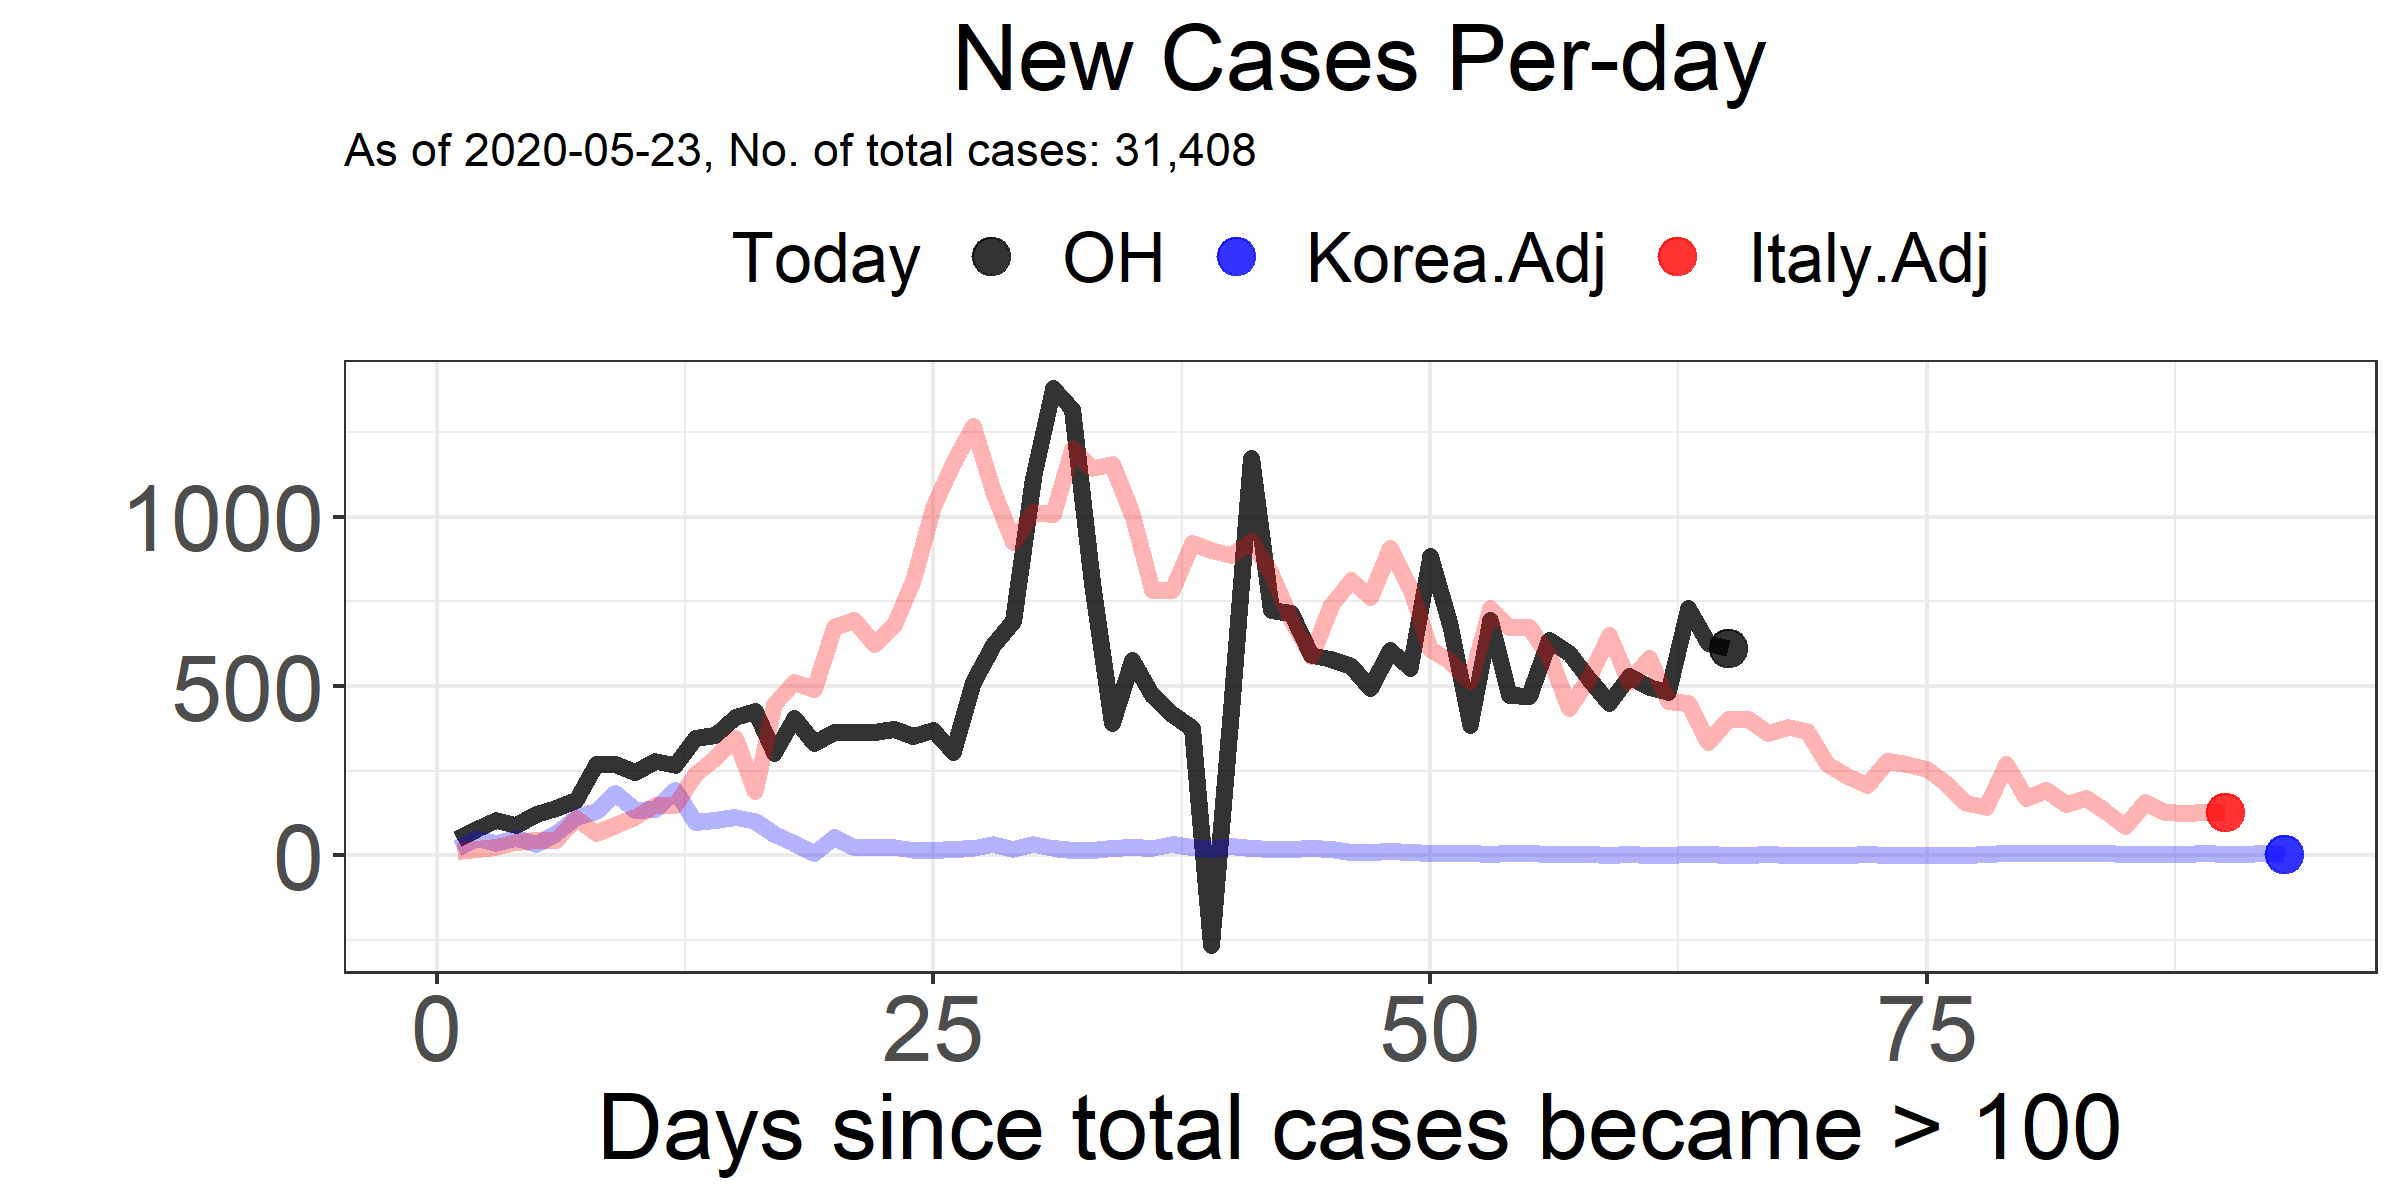 New Cases Per-day
As of 2020-05-23, No. of total cases: 31,408
Today OH Korea.Adj Italy.Adj
1000
500
0
0 25 50 75
Days since total cases became > 100